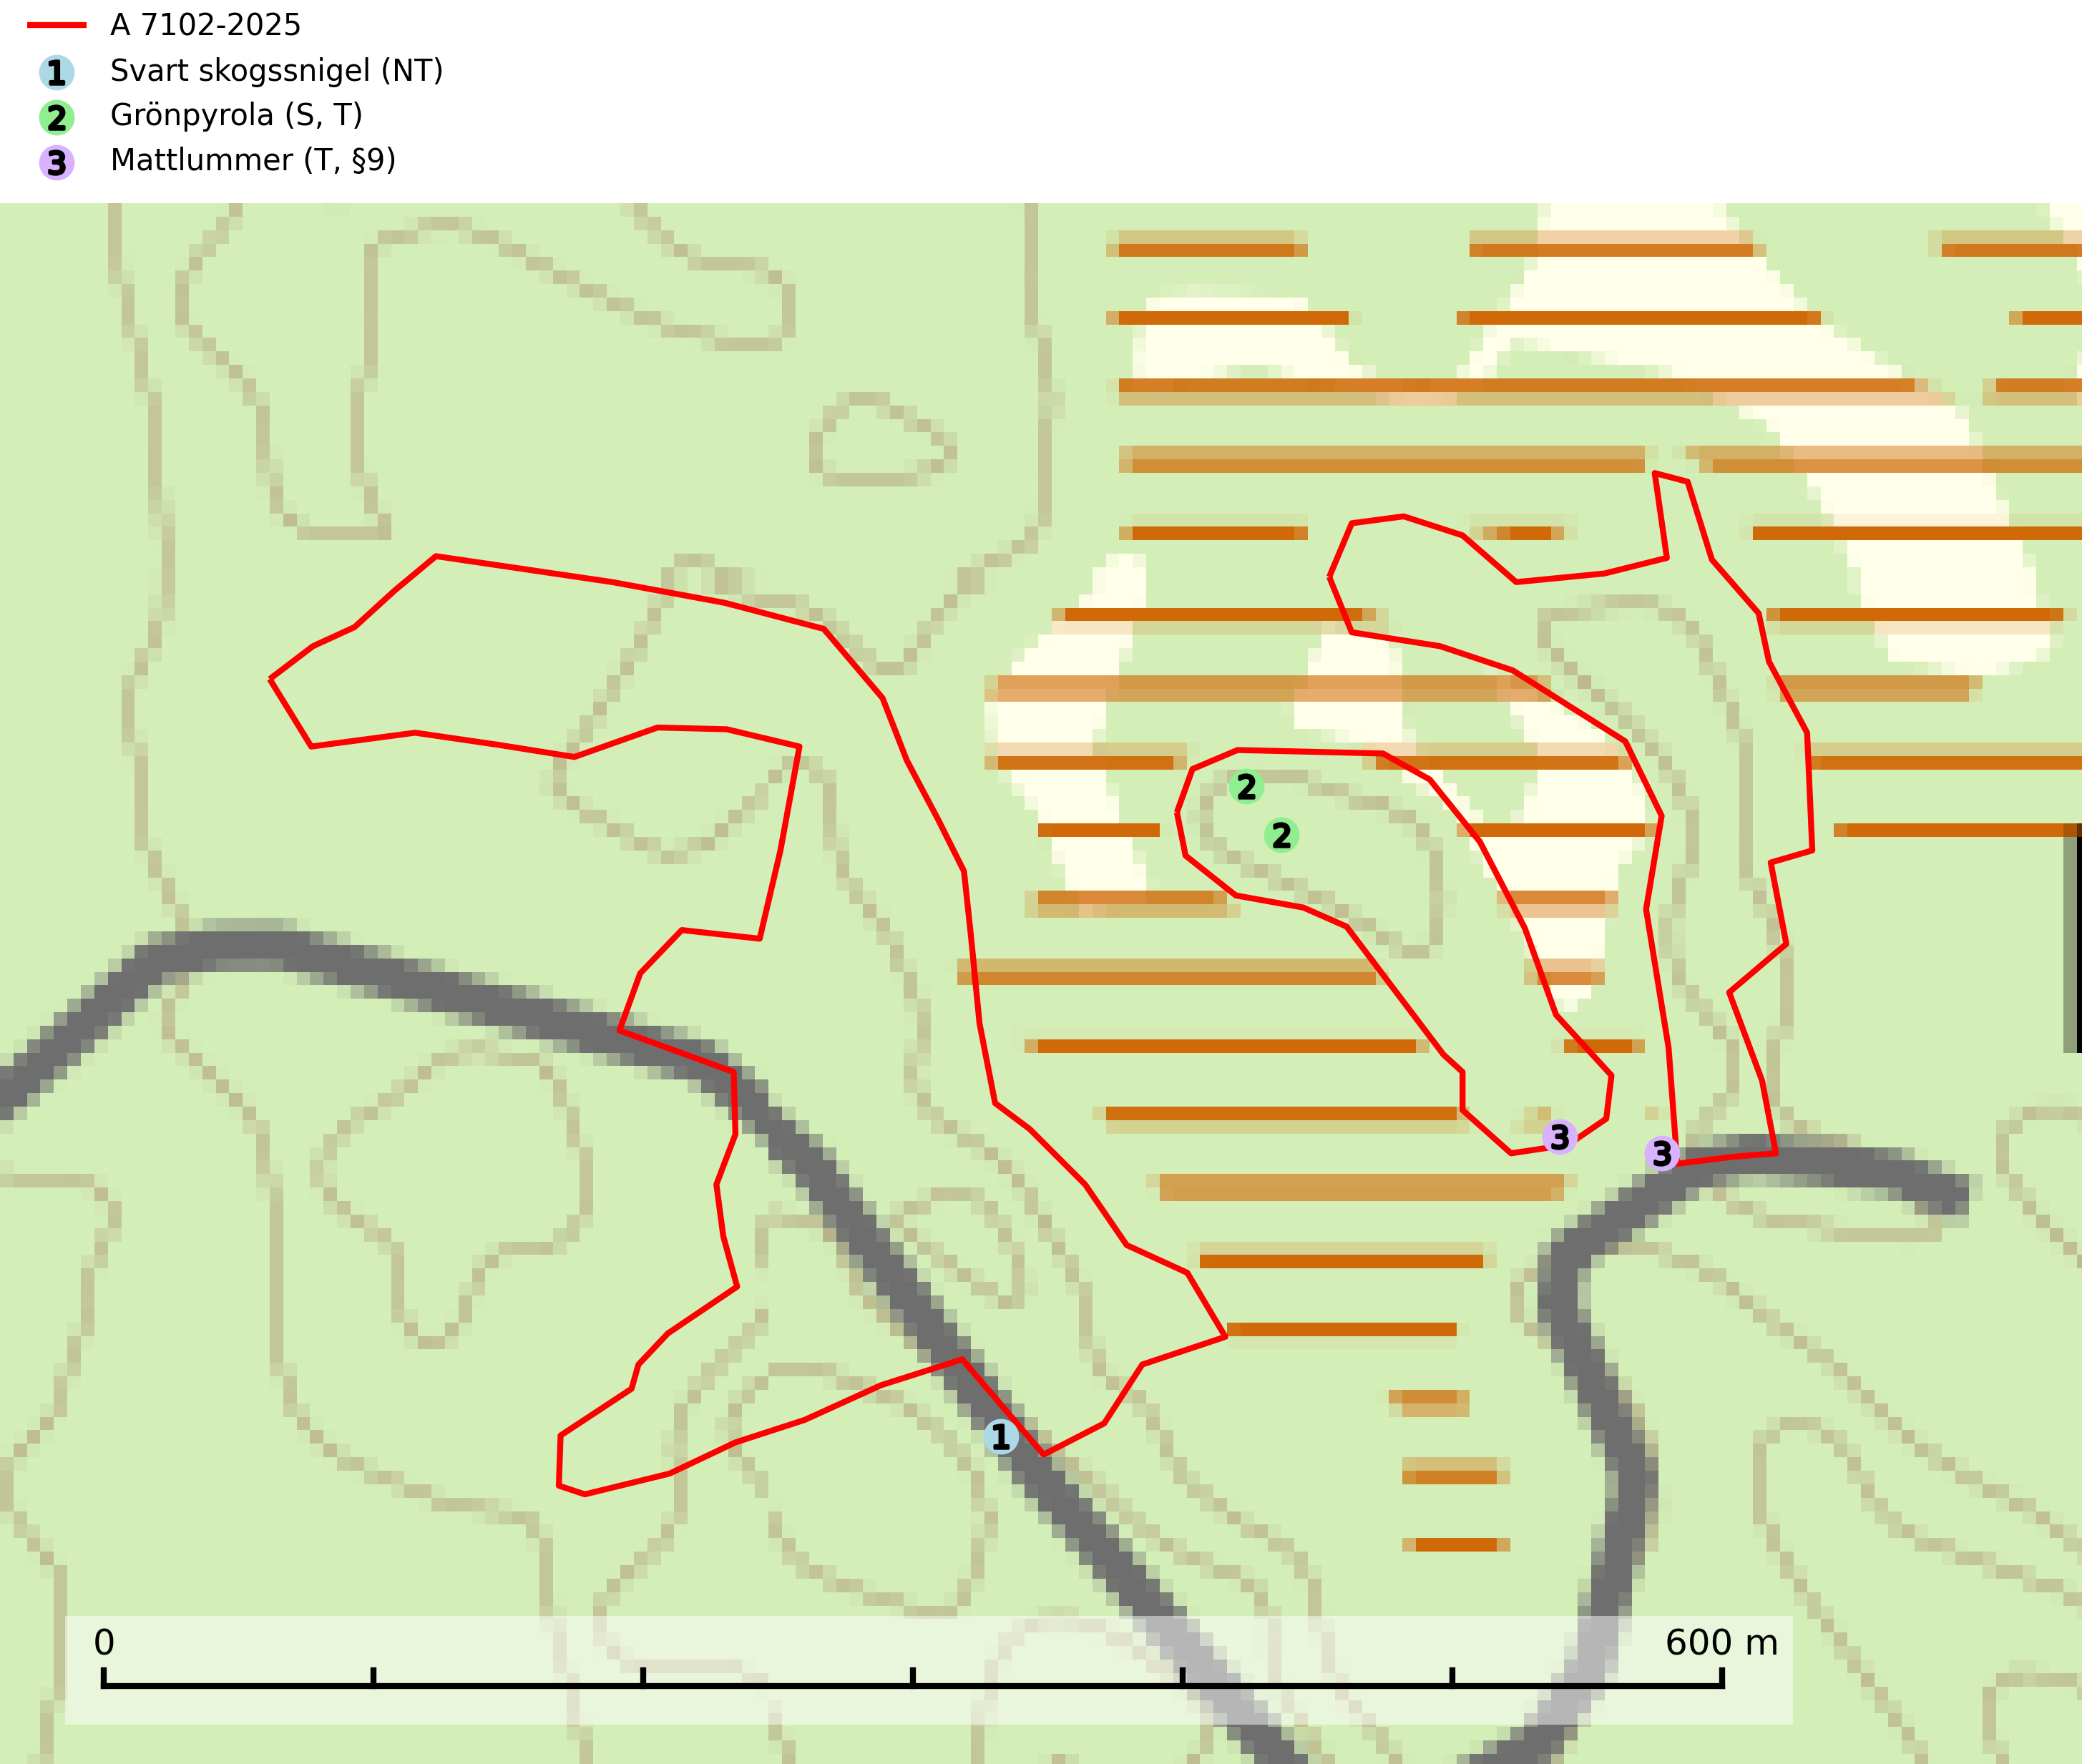 A 7102-2025
1 Svart skogssnigel (NT)
2 Grönpyrola (S, T)
3 Mattlummer (T, §9)
2
2
3
3
1
0 600 m